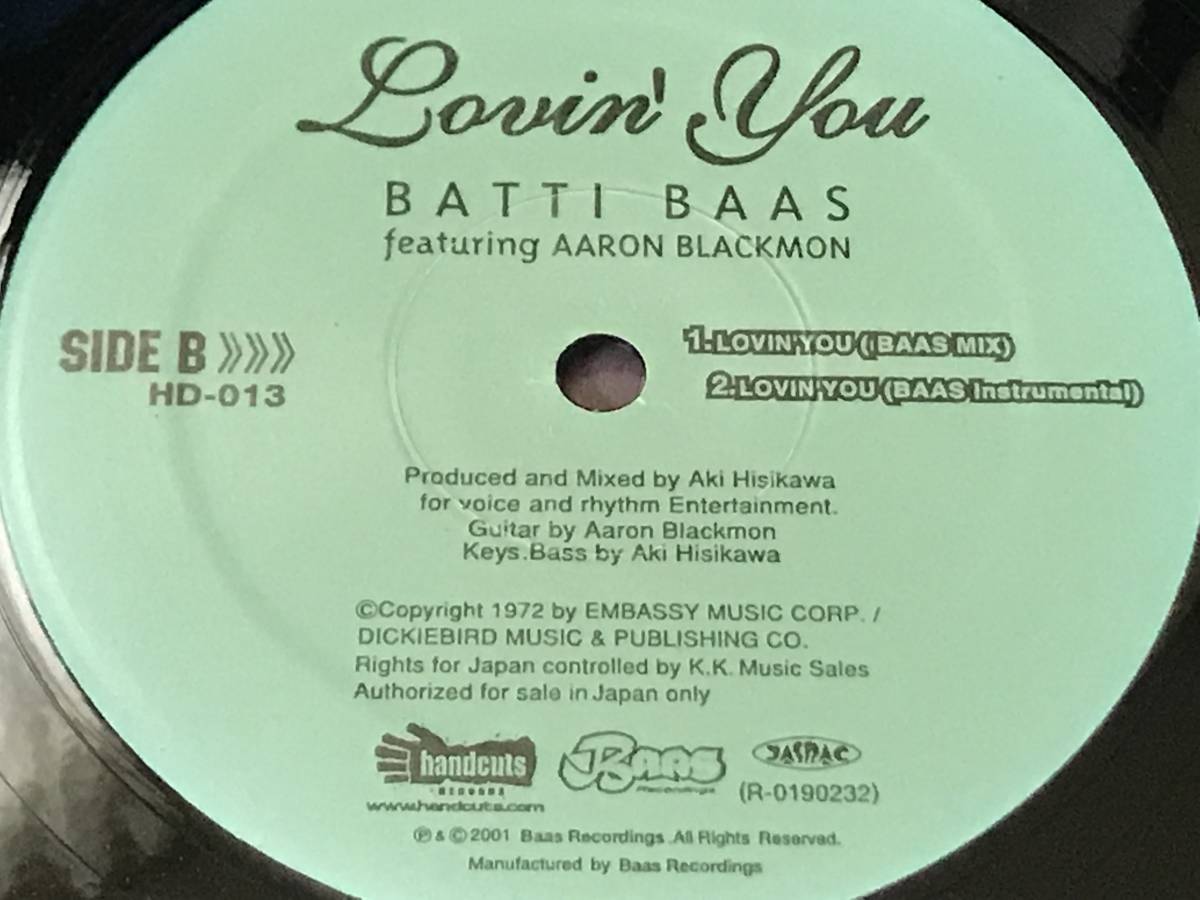 Lovin' You
BATTI BAAS
featuring AARON BLACKMON
SIDE B
HD-013
1.LOVIN'YOU ((BAAS MIX)
2.LOVIN'YOU (BAAS Instrumental)
Produced and Mixed by Aki Hisikawa
for voice and rhythm Entertainment.
Guitar by Aaron Blackmon
Keys.Bass by Aki Hisikawa
©Copyright 1972 by EMBASSY MUSIC CORP. /
DICKIEBIRD MUSIC & PUBLISHING CO.
Rights for Japan controlled by K.K. Music Sales
Authorized for sale in Japan only
handcuts
RECORDS
www.handcuts.com
BAAS
Recordings
JASRAC
(R-0190232)
℗ & © 2001 Baas Recordings .All Rights Reserved.
Manufactured by Baas Recordings